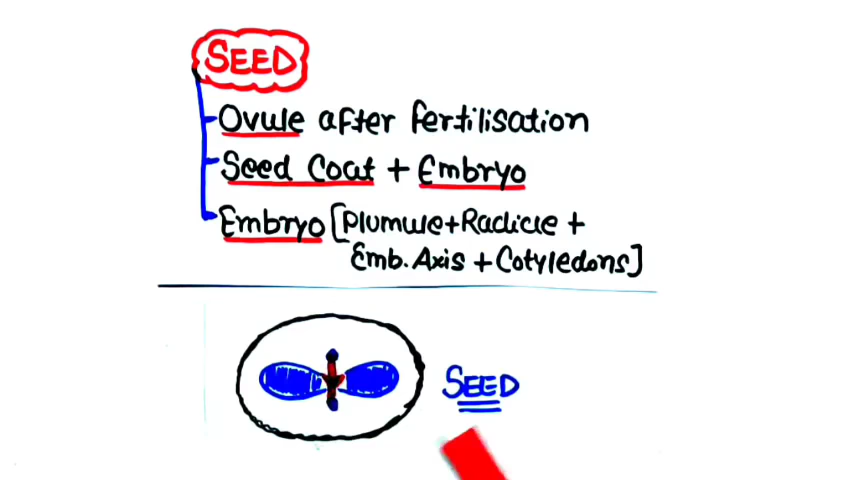 SEED
Ovule after fertilisation
Seed Coat + Embryo
Embryo [Plumule+Radicle +
Emb. Axis + Cotyledons]
SEED